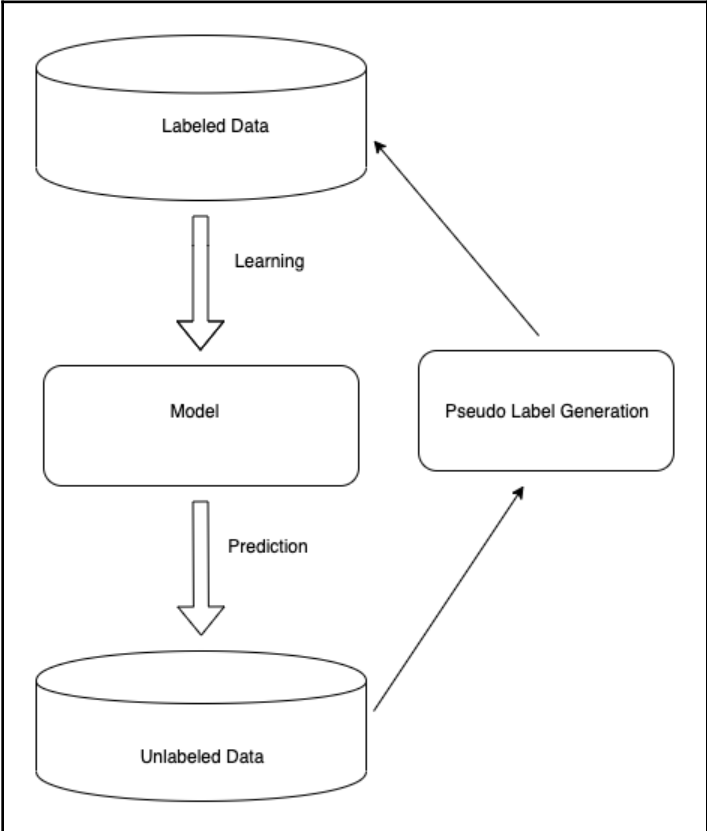 Labeled Data
Learning
Model
Pseudo Label Generation
Prediction
Unlabeled Data